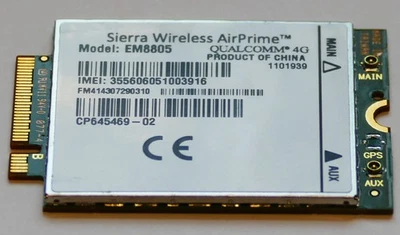 Sierra Wireless AirPrime™
Model: EM8805
QUALCOMM® 4G
PRODUCT OF CHINA
1101939
IMEI: 355606051003916
FM414307290310
CP645469-02
CE
MAIN
MAIN
GPS
AUX
AUX
B